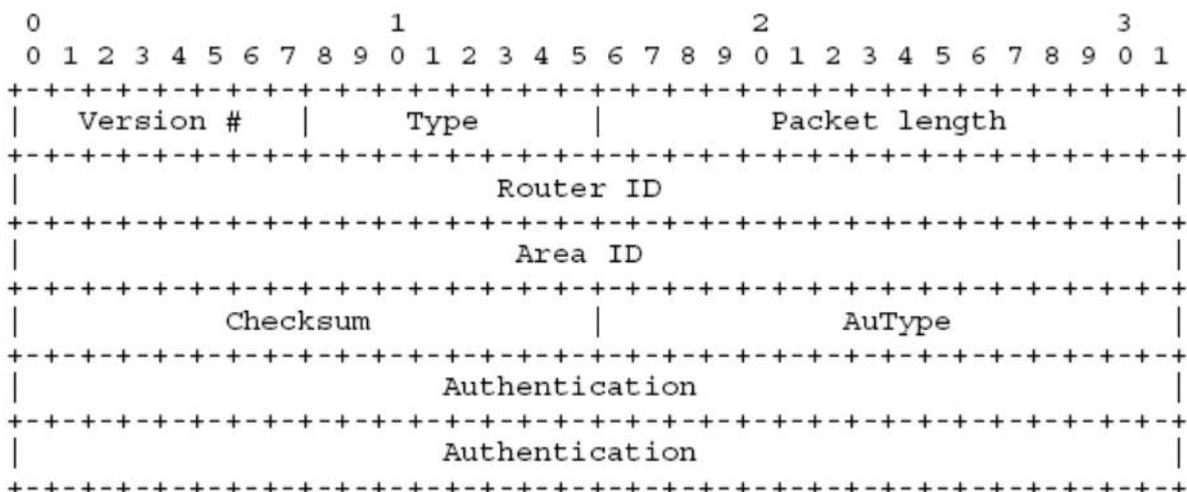 0                   1                   2                   3
0 1 2 3 4 5 6 7 8 9 0 1 2 3 4 5 6 7 8 9 0 1 2 3 4 5 6 7 8 9 0 1
+-+-+-+-+-+-+-+-+-+-+-+-+-+-+-+-+-+-+-+-+-+-+-+-+-+-+-+-+-+-+-+-+
|   Version #   |     Type      |         Packet length         |
+-+-+-+-+-+-+-+-+-+-+-+-+-+-+-+-+-+-+-+-+-+-+-+-+-+-+-+-+-+-+-+-+
|                          Router ID                            |
+-+-+-+-+-+-+-+-+-+-+-+-+-+-+-+-+-+-+-+-+-+-+-+-+-+-+-+-+-+-+-+-+
|                           Area ID                             |
+-+-+-+-+-+-+-+-+-+-+-+-+-+-+-+-+-+-+-+-+-+-+-+-+-+-+-+-+-+-+-+-+
|           Checksum            |             AuType            |
+-+-+-+-+-+-+-+-+-+-+-+-+-+-+-+-+-+-+-+-+-+-+-+-+-+-+-+-+-+-+-+-+
|                       Authentication                          |
+-+-+-+-+-+-+-+-+-+-+-+-+-+-+-+-+-+-+-+-+-+-+-+-+-+-+-+-+-+-+-+-+
|                       Authentication                          |
+-+-+-+-+-+-+-+-+-+-+-+-+-+-+-+-+-+-+-+-+-+-+-+-+-+-+-+-+-+-+-+-+